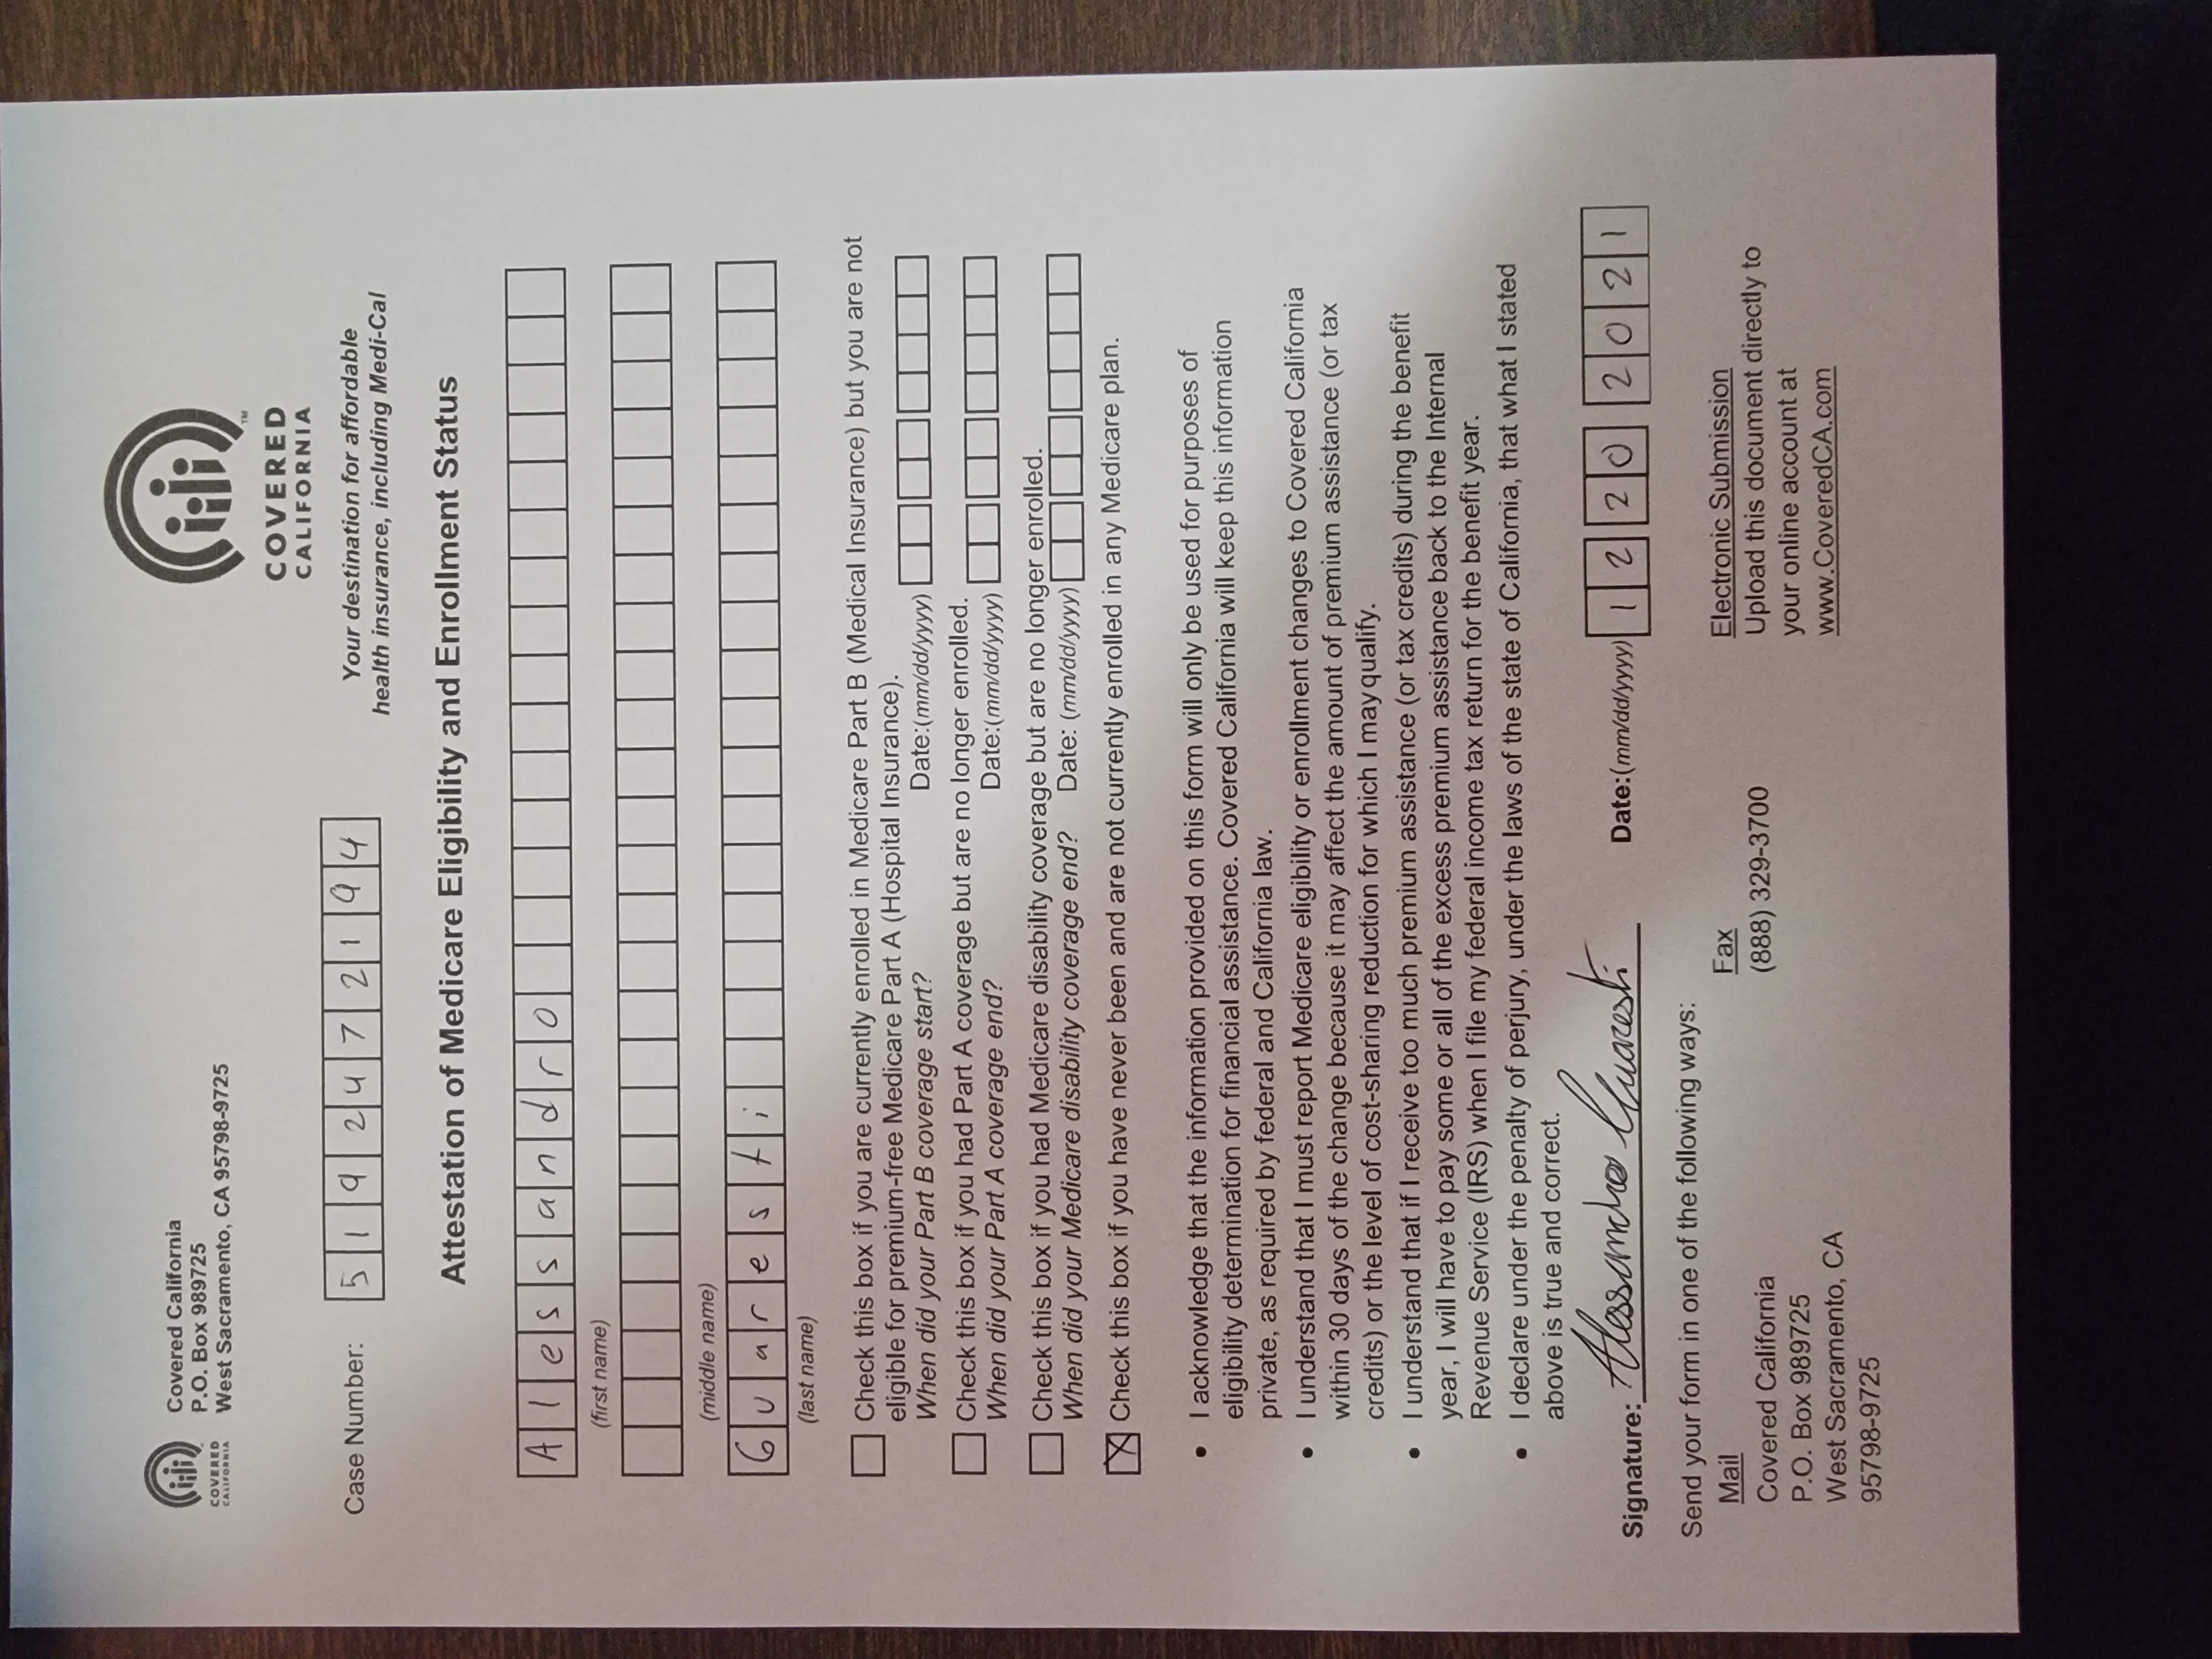 COVERED
CALIFORNIA
Covered California
P.O. Box 989725
West Sacramento, CA 95798-9725
TM
COVERED
CALIFORNIA
Your destination for affordable
health insurance, including Medi-Cal
Case Number: 5192472194
Attestation of Medicare Eligibility and Enrollment Status
Alessandro
(first name)
(middle name)
Guaresti
(last name)
Check this box if you are currently enrolled in Medicare Part B (Medical Insurance) but you are not
eligible for premium-free Medicare Part A (Hospital Insurance).
When did your Part B coverage start? Date:(mm/dd/yyyy)
Check this box if you had Part A coverage but are no longer enrolled.
When did your Part A coverage end? Date:(mm/dd/yyyy)
Check this box if you had Medicare disability coverage but are no longer enrolled.
When did your Medicare disability coverage end? Date: (mm/dd/yyyy)
X Check this box if you have never been and are not currently enrolled in any Medicare plan.
• I acknowledge that the information provided on this form will only be used for purposes of
eligibility determination for financial assistance. Covered California will keep this information
private, as required by federal and California law.
• I understand that I must report Medicare eligibility or enrollment changes to Covered California
within 30 days of the change because it may affect the amount of premium assistance (or tax
credits) or the level of cost-sharing reduction for which I may qualify.
• I understand that if I receive too much premium assistance (or tax credits) during the benefit
year, I will have to pay some or all of the excess premium assistance back to the Internal
Revenue Service (IRS) when I file my federal income tax return for the benefit year.
• I declare under the penalty of perjury, under the laws of the state of California, that what I stated
above is true and correct.
Signature: Alessandro Guaresti Date:(mm/dd/yyyy) 12 20 2021
Send your form in one of the following ways:
Mail
Covered California
P.O. Box 989725
West Sacramento, CA
95798-9725
Fax
(888) 329-3700
Electronic Submission
Upload this document directly to
your online account at
www.CoveredCA.com